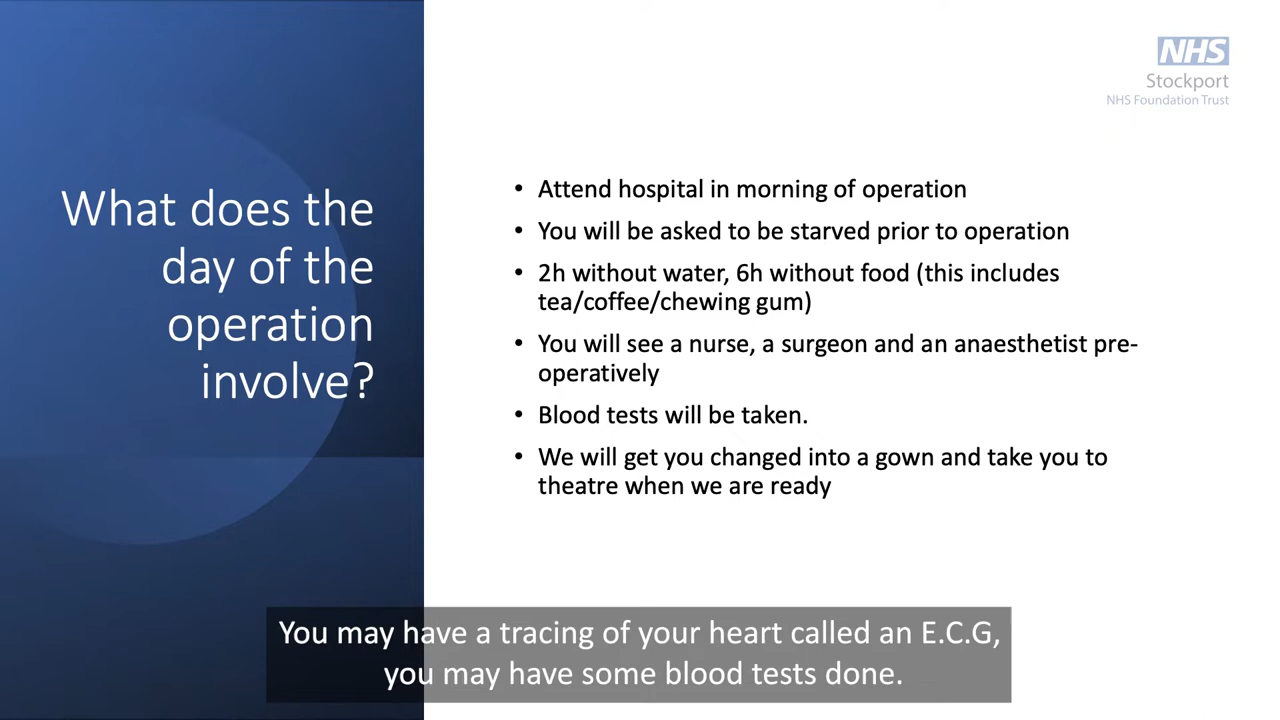 NHS
Stockport
NHS Foundation Trust
What does the
day of the
operation
involve?
• Attend hospital in morning of operation
• You will be asked to be starved prior to operation
• 2h without water, 6h without food (this includes
tea/coffee/chewing gum)
• You will see a nurse, a surgeon and an anaesthetist pre-
operatively
• Blood tests will be taken.
• We will get you changed into a gown and take you to
theatre when we are ready
You may have a tracing of your heart called an E.C.G,
you may have some blood tests done.